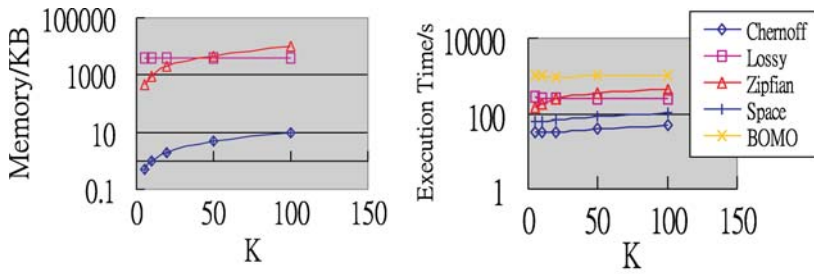 Memory/KB
100000
1000
10
0.1
0
50
100
150
K
Execution Time/s
10000
100
1
0
50
100
150
K
Chernoff
Lossy
Zipfian
Space
BOMO